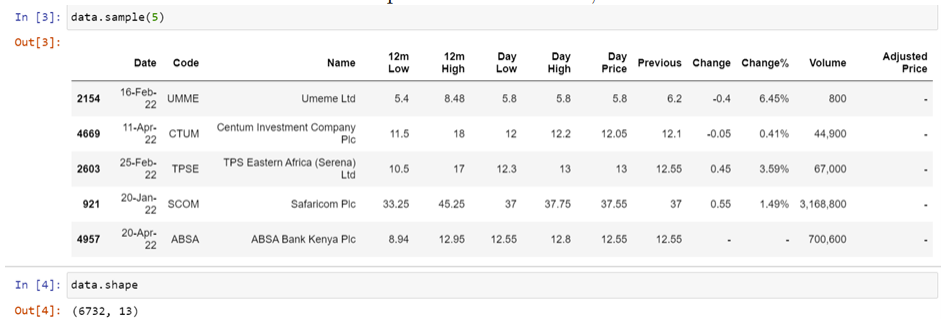 In [3]: data.sample(5)
Out[3]:
Date Code Name 12m Low 12m High Day Low Day High Day Price Previous Change Change% Volume Adjusted Price
2154 16-Feb-22 UMME Umeme Ltd 5.4 8.48 5.8 5.8 5.8 6.2 -0.4 6.45% 800 -
4669 11-Apr-22 CTUM Centum Investment Company Plc 11.5 18 12 12.2 12.05 12.1 -0.05 0.41% 44,900 -
2603 25-Feb-22 TPSE TPS Eastern Africa (Serena) Ltd 10.5 17 12.3 13 13 12.55 0.45 3.59% 67,000 -
921 20-Jan-22 SCOM Safaricom Plc 33.25 45.25 37 37.75 37.55 37 0.55 1.49% 3,168,800 -
4957 20-Apr-22 ABSA ABSA Bank Kenya Plc 8.94 12.95 12.55 12.8 12.55 12.55 - - 700,600 -
In [4]: data.shape
Out[4]: (6732, 13)